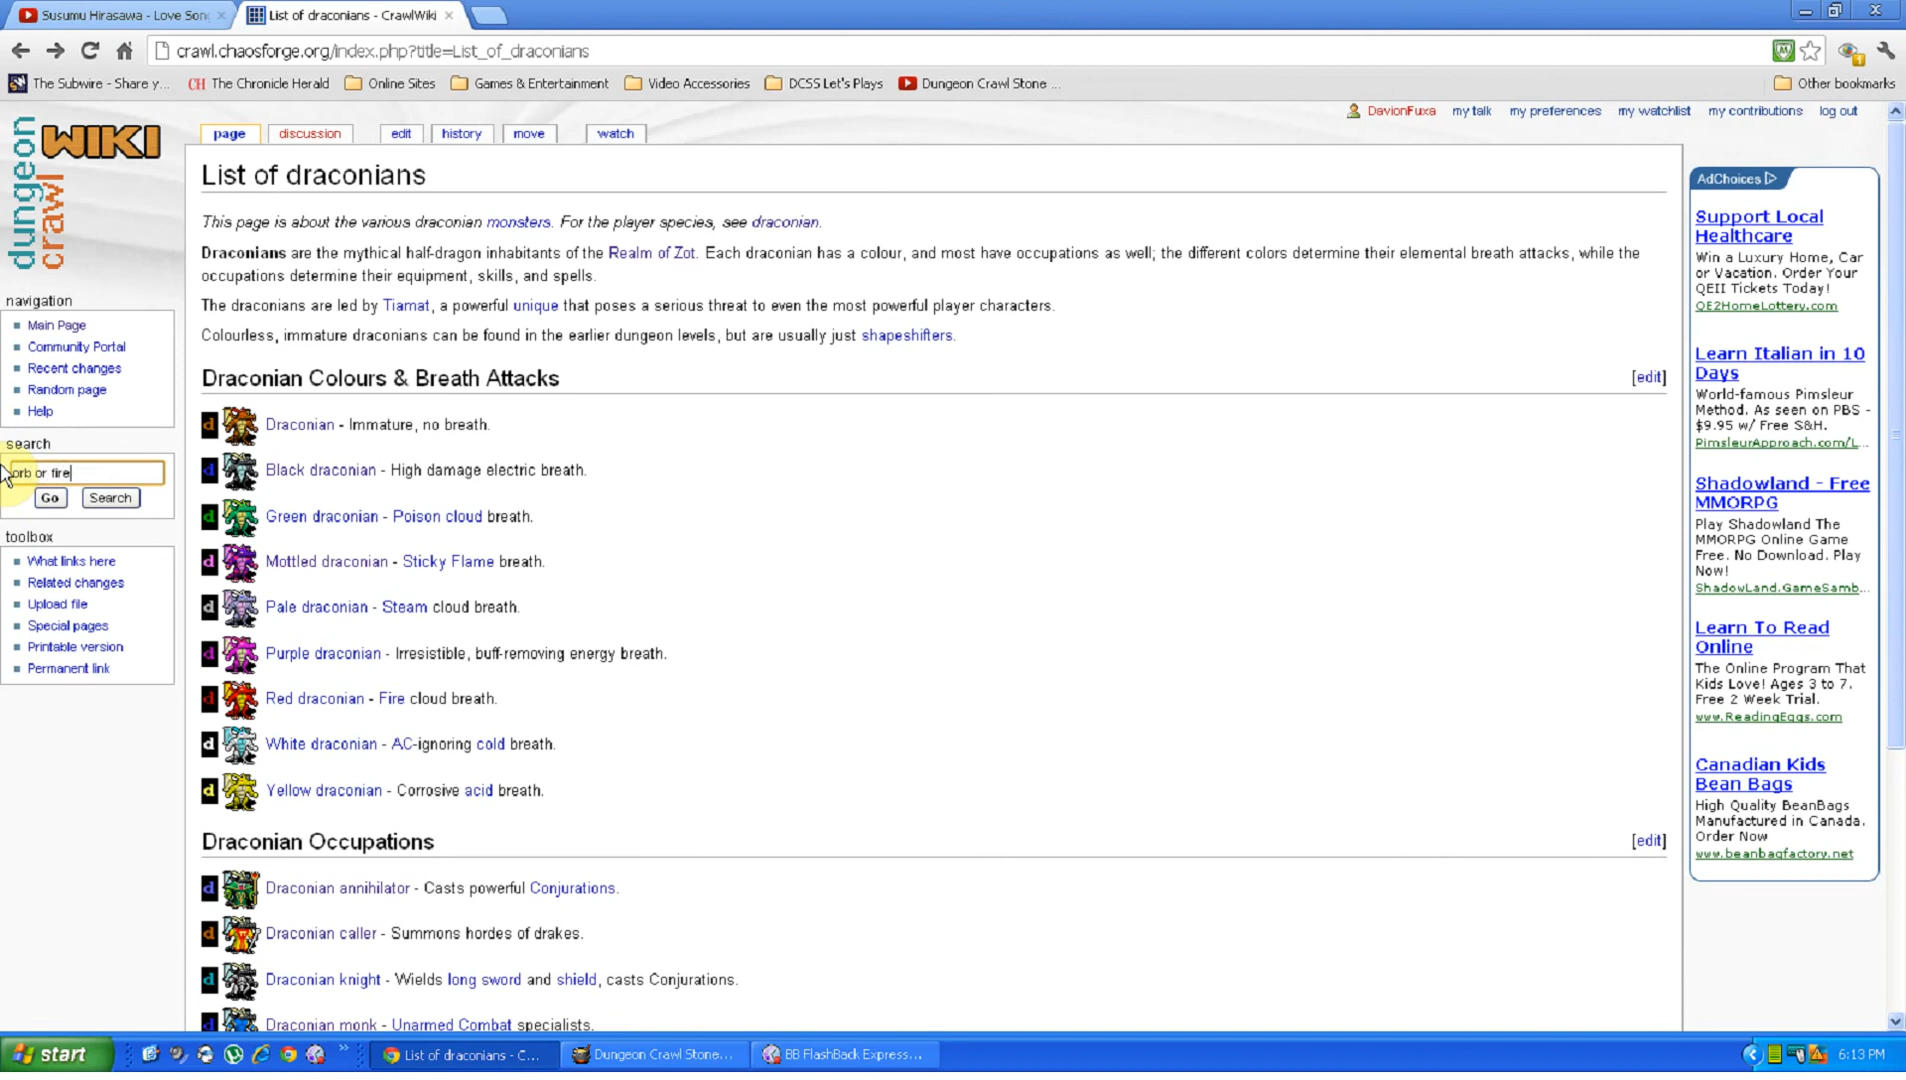 Susumu Hirasawa - Love Song
List of draconians - CrawlWiki
crawl.chaosforge.org/index.php?title=List_of_draconians
The Subwire - Share y...
CH The Chronicle Herald
Online Sites
Games & Entertainment
Video Accessories
DCSS Let's Plays
Dungeon Crawl Stone ...
Other bookmarks
DavionFuxa
my talk
my preferences
my watchlist
my contributions
log out
dungeon
crawl
WIKI
page
discussion
edit
history
move
watch
navigation
Main Page
Community Portal
Recent changes
Random page
Help
search
orb or fire
Go
Search
toolbox
What links here
Related changes
Upload file
Special pages
Printable version
Permanent link
List of draconians
This page is about the various draconian monsters. For the player species, see draconian.
Draconians are the mythical half-dragon inhabitants of the Realm of Zot. Each draconian has a colour, and most have occupations as well; the different colors determine their elemental breath attacks, while the
occupations determine their equipment, skills, and spells.
The draconians are led by Tiamat, a powerful unique that poses a serious threat to even the most powerful player characters.
Colourless, immature draconians can be found in the earlier dungeon levels, but are usually just shapeshifters.
Draconian Colours & Breath Attacks
[edit]
d Draconian - Immature, no breath.
d Black draconian - High damage electric breath.
d Green draconian - Poison cloud breath.
d Mottled draconian - Sticky Flame breath.
d Pale draconian - Steam cloud breath.
d Purple draconian - Irresistible, buff-removing energy breath.
d Red draconian - Fire cloud breath.
d White draconian - AC-ignoring cold breath.
d Yellow draconian - Corrosive acid breath.
Draconian Occupations
[edit]
d Draconian annihilator - Casts powerful Conjurations.
d Draconian caller - Summons hordes of drakes.
d Draconian knight - Wields long sword and shield, casts Conjurations.
d Draconian monk - Unarmed Combat specialists.
AdChoices
Support Local
Healthcare
Win a Luxury Home, Car
or Vacation. Order Your
QEII Tickets Today!
QE2HomeLottery.com
Learn Italian in 10
Days
World-famous Pimsleur
Method. As seen on PBS -
$9.95 w/ Free S&H.
PimsleurApproach.com/L...
Shadowland - Free
MMORPG
Play Shadowland The
MMORPG Online Game
Free. No Download. Play
Now!
ShadowLand.GameSamb...
Learn To Read
Online
The Online Program That
Kids Love! Ages 3 to 7.
Free 2 Week Trial.
www.ReadingEggs.com
Canadian Kids
Bean Bags
High Quality BeanBags
Manufactured in Canada.
Order Now
www.beanbagfactory.net
start
List of draconians - C...
Dungeon Crawl Stone...
BB FlashBack Express...
6:13 PM